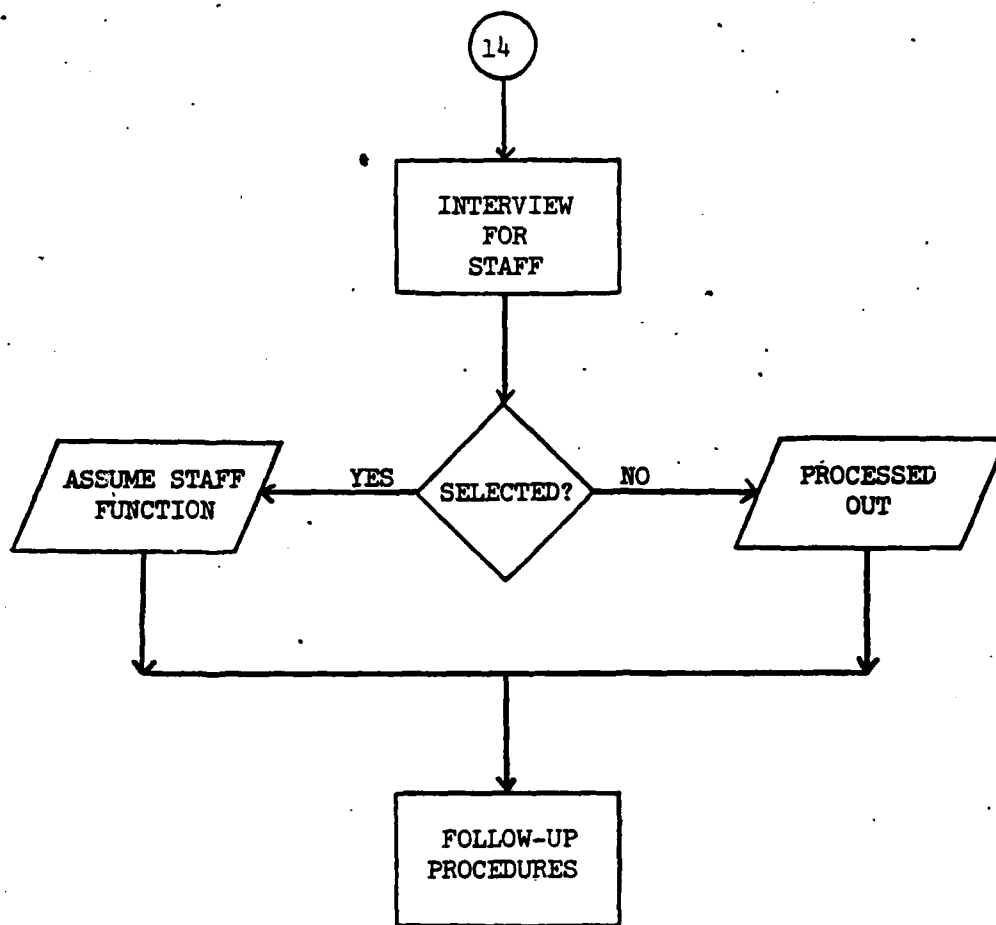 14
INTERVIEW
FOR
STAFF
SELECTED?
YES
NO
ASSUME STAFF
FUNCTION
PROCESSED
OUT
FOLLOW-UP
PROCEDURES